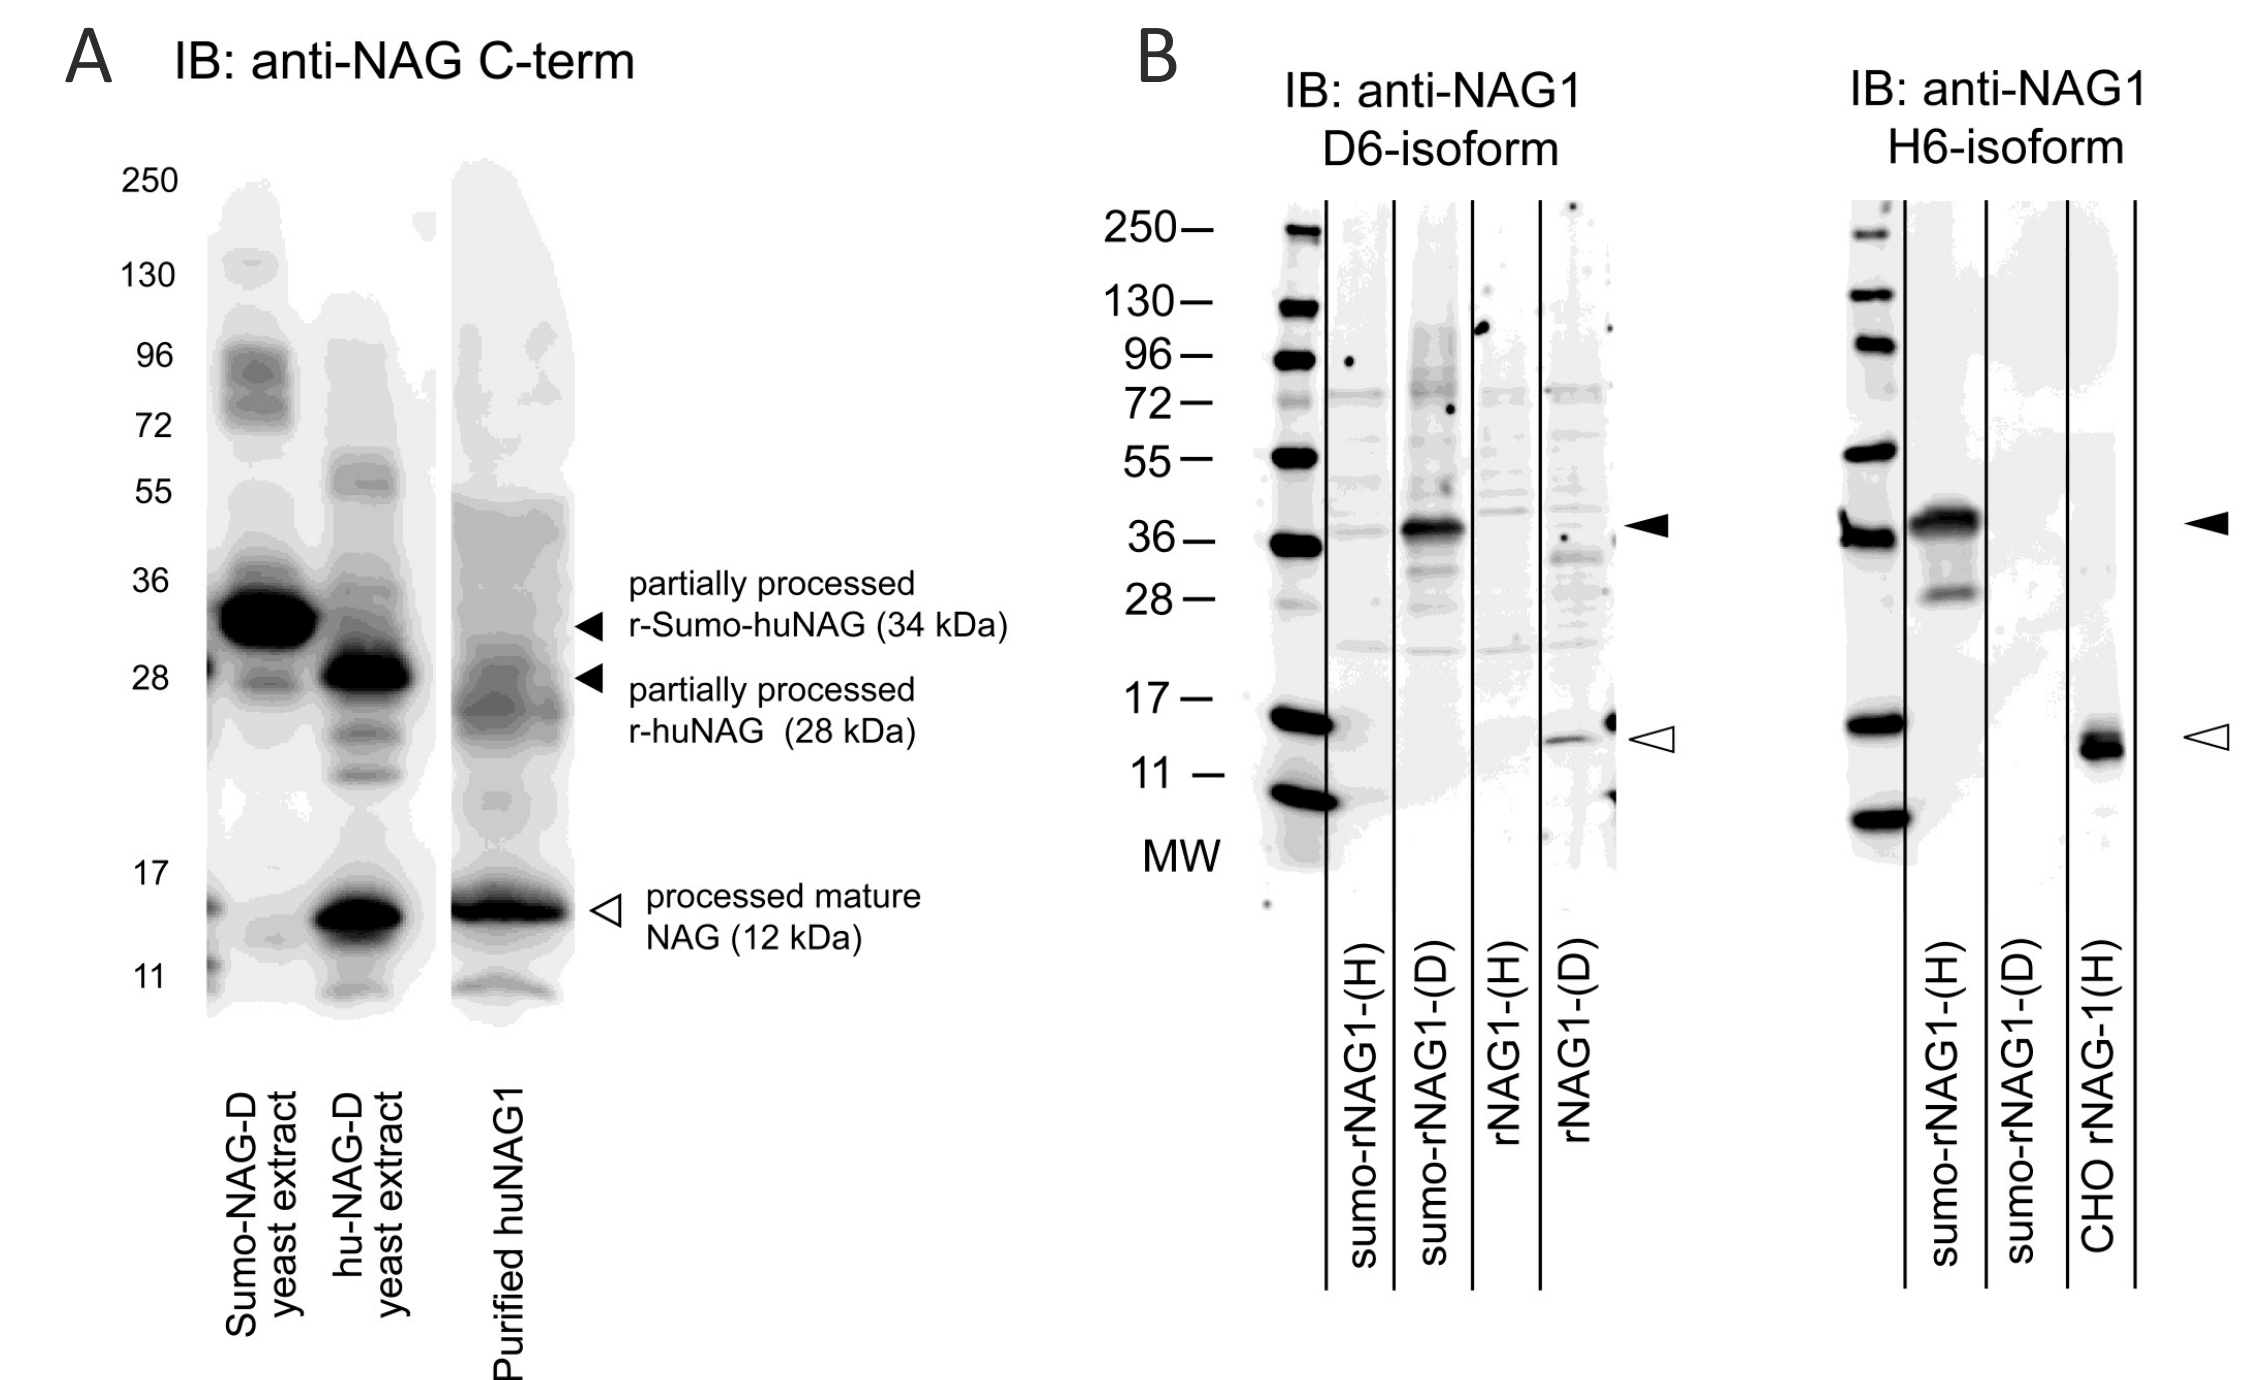 A
IB: anti-NAG C-term
250
130
96
72
55
36
28
17
11
partially processed
r-Sumo-huNAG (34 kDa)
partially processed
r-huNAG (28 kDa)
processed mature
NAG (12 kDa)
Sumo-NAG-D
yeast extract
hu-NAG-D
yeast extract
Purified huNAG1
B
IB: anti-NAG1
D6-isoform
250
130
96
72
55
36
28
17
11
MW
sumo-rNAG1-(H)
sumo-rNAG1-(D)
rNAG1-(H)
rNAG1-(D)
IB: anti-NAG1
H6-isoform
sumo-rNAG1-(H)
sumo-rNAG1-(D)
CHO rNAG-1(H)